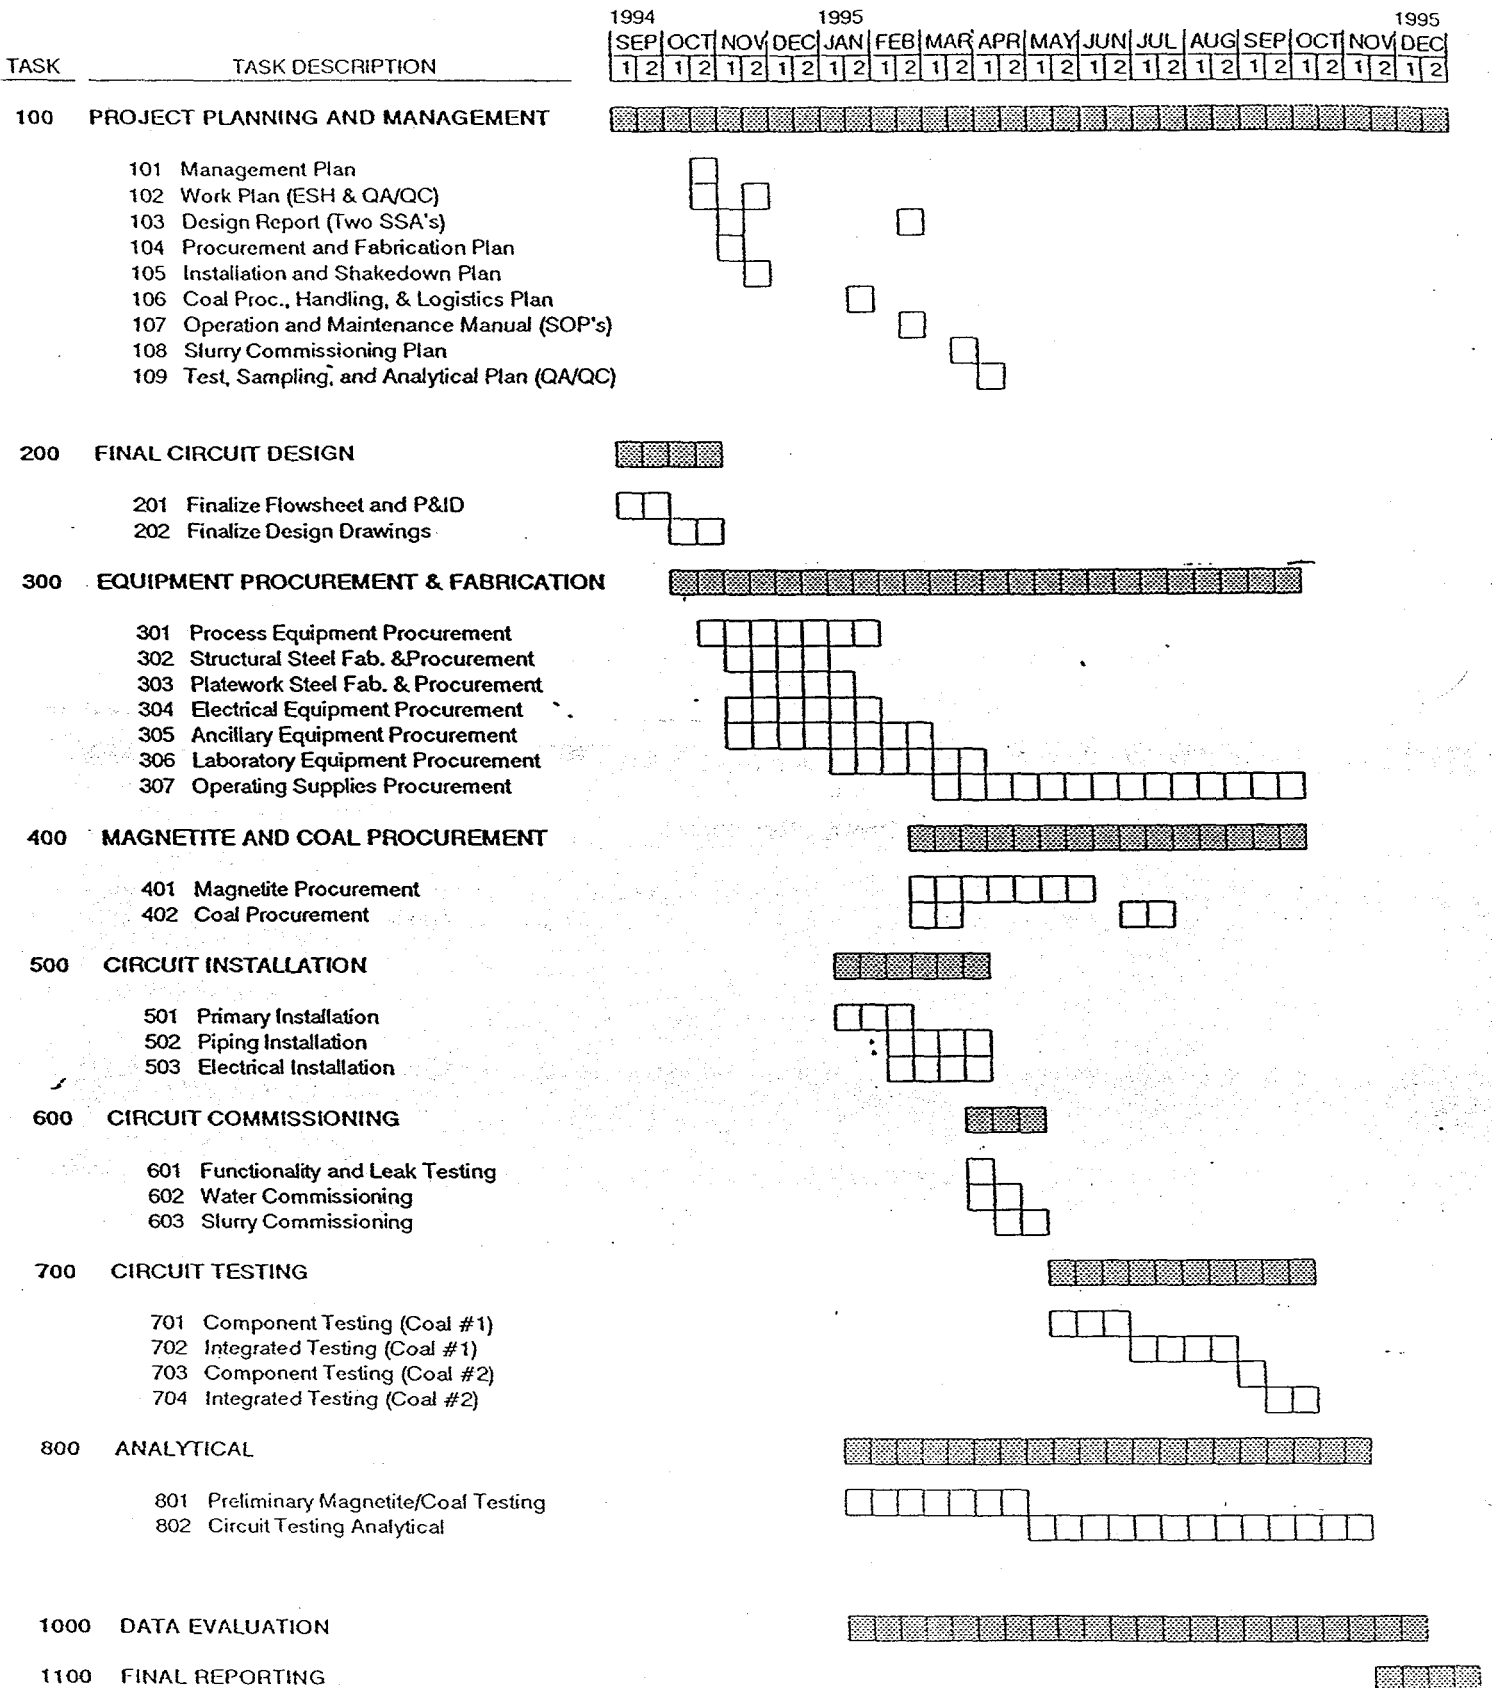 1994 1995 1995
SEP OCT NOV DEC JAN FEB MAR APR MAY JUN JUL AUG SEP OCT NOV DEC
TASK TASK DESCRIPTION 1 2 1 2 1 2 1 2 1 2 1 2 1 2 1 2 1 2 1 2 1 2 1 2 1 2 1 2 1 2 1 2
100 PROJECT PLANNING AND MANAGEMENT
101 Management Plan
102 Work Plan (ESH & QA/QC)
103 Design Report (Two SSA's)
104 Procurement and Fabrication Plan
105 Installation and Shakedown Plan
106 Coal Proc., Handling, & Logistics Plan
107 Operation and Maintenance Manual (SOP's)
108 Slurry Commissioning Plan
109 Test, Sampling, and Analytical Plan (QA/QC)
200 FINAL CIRCUIT DESIGN
201 Finalize Flowsheet and P&ID
202 Finalize Design Drawings
300 EQUIPMENT PROCUREMENT & FABRICATION
301 Process Equipment Procurement
302 Structural Steel Fab. &Procurement
303 Platework Steel Fab. & Procurement
304 Electrical Equipment Procurement
305 Ancillary Equipment Procurement
306 Laboratory Equipment Procurement
307 Operating Supplies Procurement
400 MAGNETITE AND COAL PROCUREMENT
401 Magnetite Procurement
402 Coal Procurement
500 CIRCUIT INSTALLATION
501 Primary Installation
502 Piping Installation
503 Electrical Installation
600 CIRCUIT COMMISSIONING
601 Functionality and Leak Testing
602 Water Commissioning
603 Slurry Commissioning
700 CIRCUIT TESTING
701 Component Testing (Coal #1)
702 Integrated Testing (Coal #1)
703 Component Testing (Coal #2)
704 Integrated Testing (Coal #2)
800 ANALYTICAL
801 Preliminary Magnetite/Coal Testing
802 Circuit Testing Analytical
1000 DATA EVALUATION
1100 FINAL REPORTING